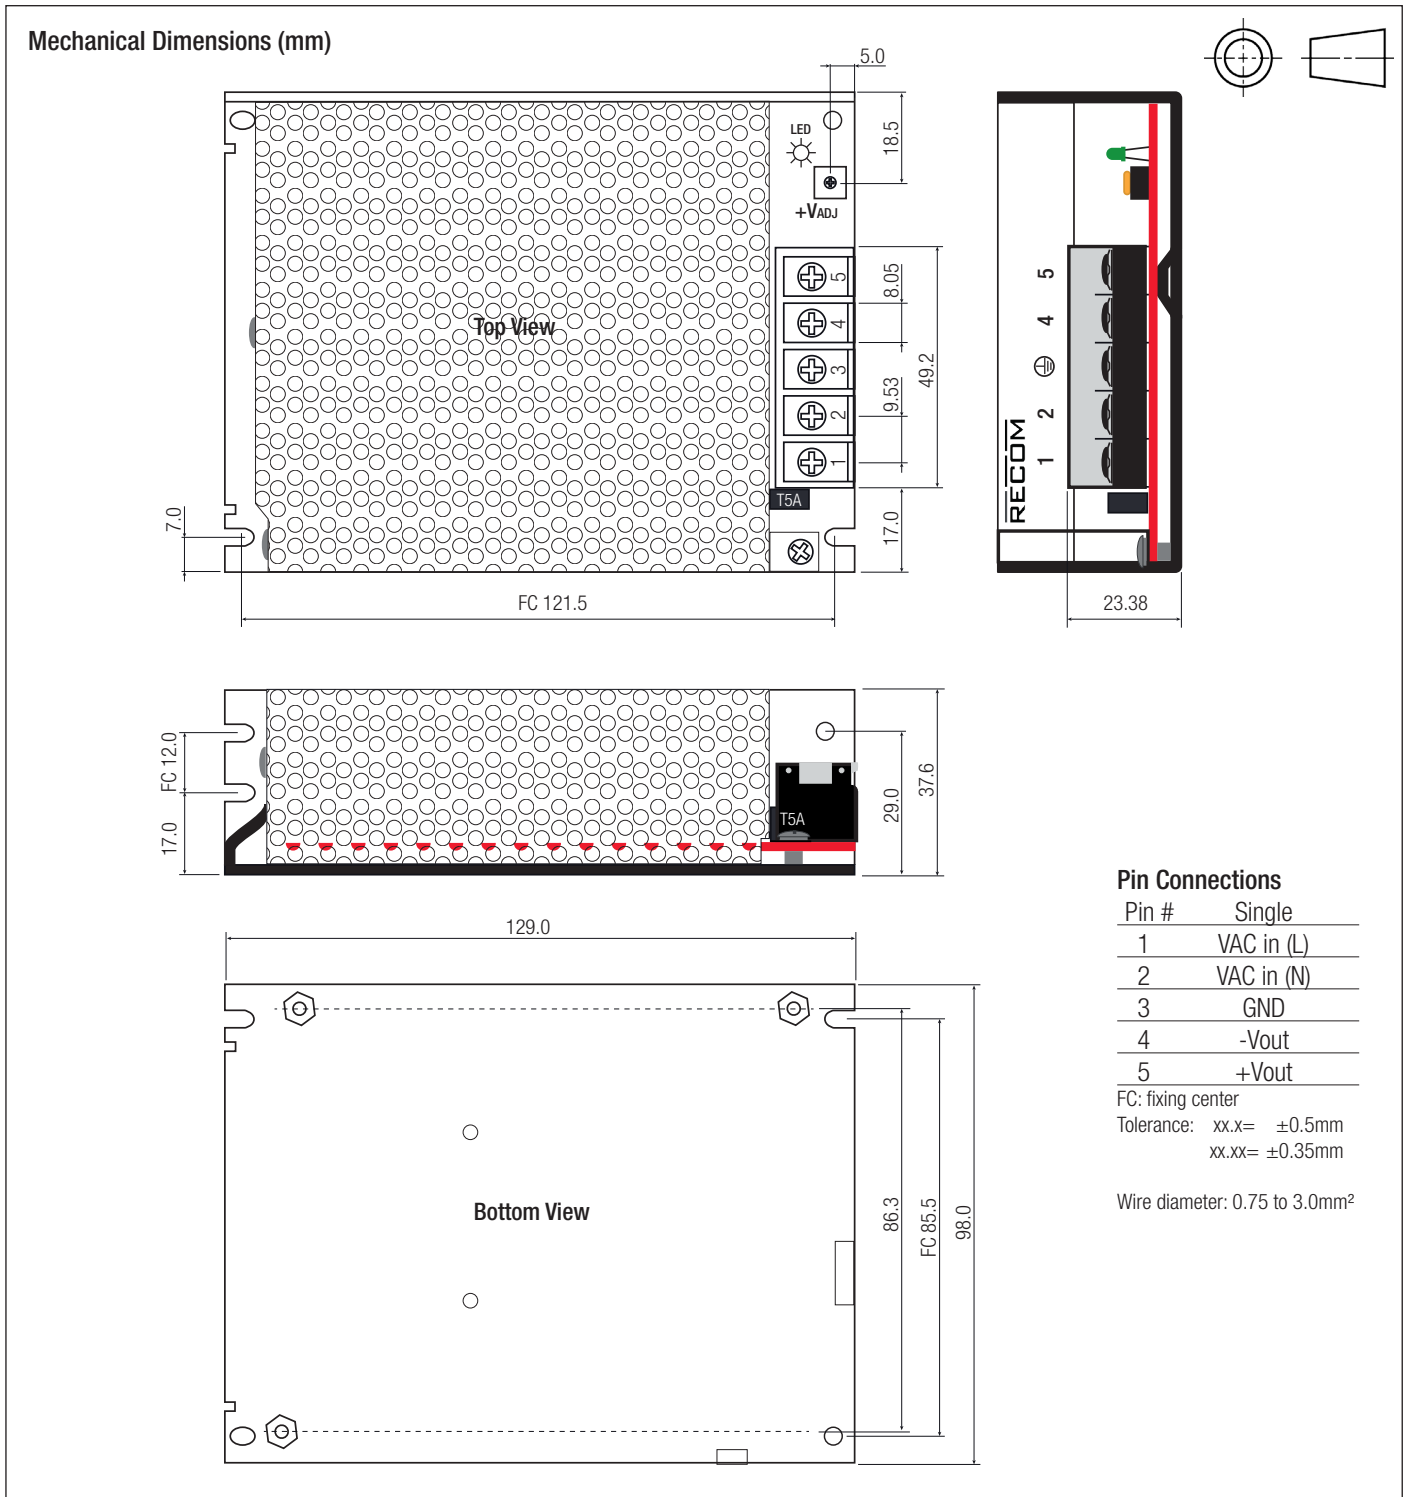 Mechanical Dimensions (mm)
5.0
18.5
LED
+VADJ
5
4
3
2
1
8.05
9.53
49.2
Top View
T5A
17.0
7.0
FC 121.5
5
4
2
1
RECOM
23.38
FC 12.0
17.0
T5A
29.0
37.6
129.0
Bottom View
86.3
FC 85.5
98.0
Pin Connections
Pin # Single
1 VAC in (L)
2 VAC in (N)
3 GND
4 -Vout
5 +Vout
FC: fixing center
Tolerance: xx.x= ±0.5mm
xx.xx= ±0.35mm
Wire diameter: 0.75 to 3.0mm²